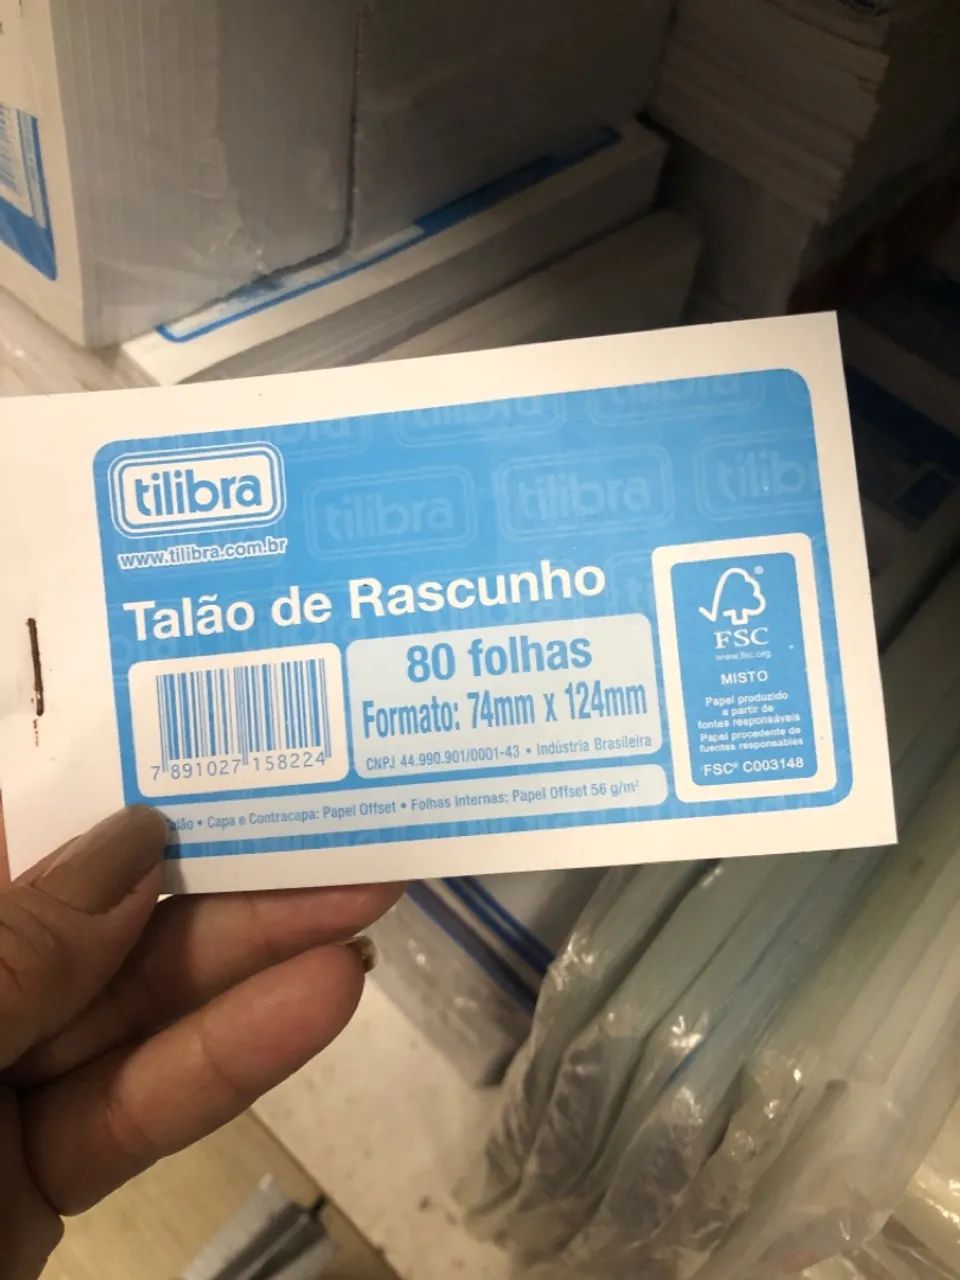 tilibra
www.tilibra.com.br
tilibra
tilibra
Talão de Rascunho
80 folhas
Formato: 74mm x 124mm
CNPJ 44.990.901/0001-43 • Indústria Brasileira
7 891027 158224
• Capa e Contracapa: Papel Offset • Folhas Internas: Papel Offset 56 g/m²
FSC
www.fsc.org
MISTO
Papel produzido
a partir de
fontes responsáveis
Papel procedente de
fuentes responsables
FSC® C003148